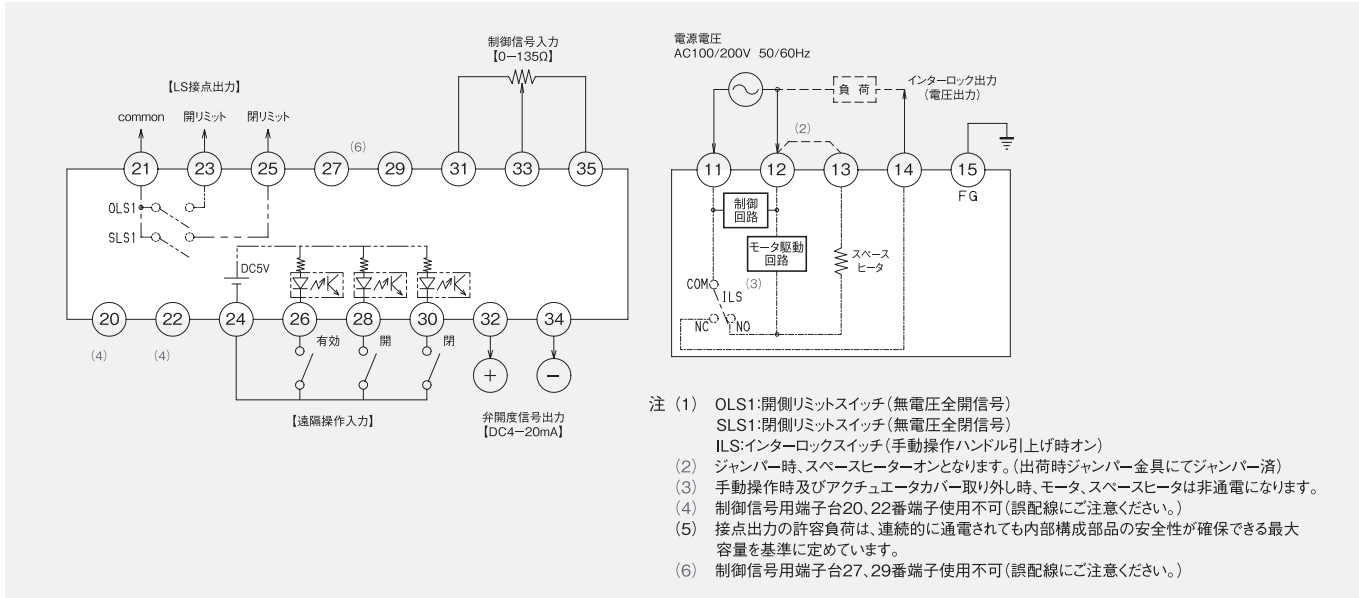 制御信号入力
【0−135Ω】
【LS接点出力】
common 開リミット 閉リミット
(6)
21 23 25 27 29 31 33 35
OLS1
SLS1
DC5V
20 22 24 26 28 30 32 34
(4) (4)
有効 開 閉
+ −
【遠隔操作入力】
弁開度信号出力
【DC4−20mA】
電源電圧
AC100/200V 50/60Hz
負 荷
インターロック出力
(電圧出力)
(2)
11 12 13 14 15
FG
制御
回路
モータ駆動
回路
スペース
ヒータ
(3)
COM
ILS
NC NO
注 (1) OLS1:開側リミットスイッチ(無電圧全開信号)
SLS1:閉側リミットスイッチ(無電圧全閉信号)
ILS:インターロックスイッチ(手動操作ハンドル引上げ時オン)
(2) ジャンパー時、スペースヒーターオンとなります。(出荷時ジャンパー金具にてジャンパー済)
(3) 手動操作時及びアクチュエータカバー取り外し時、モータ、スペースヒータは非通電になります。
(4) 制御信号用端子台20、22番端子使用不可(誤配線にご注意ください。)
(5) 接点出力の許容負荷は、連続的に通電されても内部構成部品の安全性が確保できる最大
容量を基準に定めています。
(6) 制御信号用端子台27、29番端子使用不可(誤配線にご注意ください。)